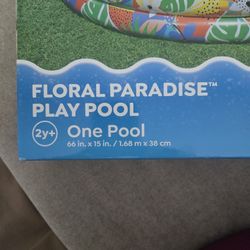 FLORAL PARADISE™
PLAY POOL
2y+ One Pool
66 in. x 15 in. / 1.68 m x 38 cm